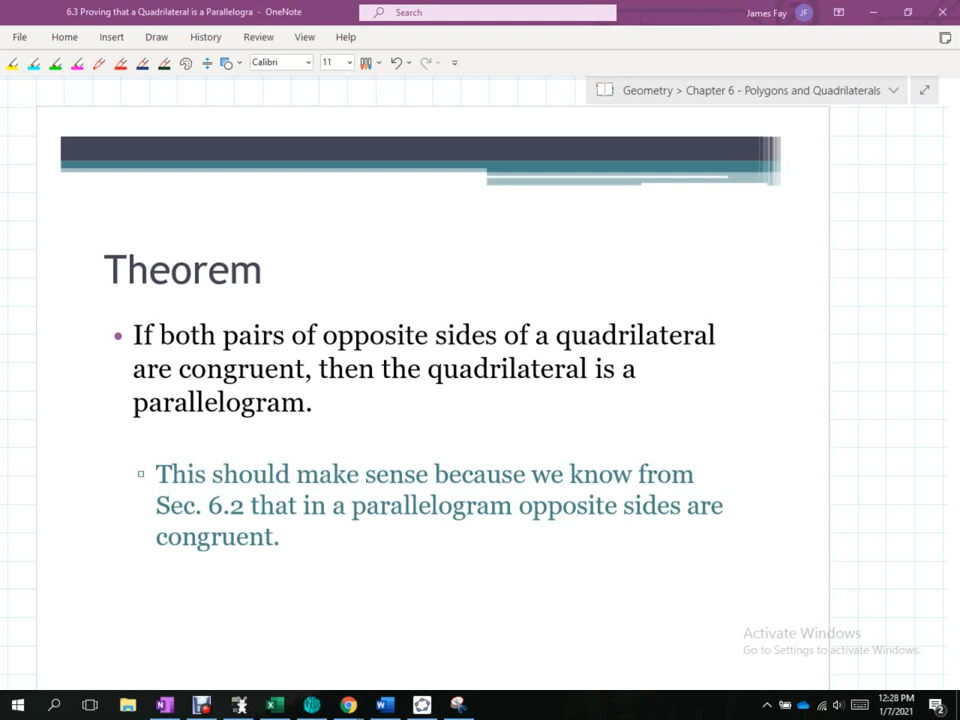 6.3 Proving that a Quadrilateral is a Parallelogra - OneNote
Search
James Fay
JF
File Home Insert Draw History Review View Help
Calibri 11
Geometry > Chapter 6 - Polygons and Quadrilaterals
Theorem
• If both pairs of opposite sides of a quadrilateral
are congruent, then the quadrilateral is a
parallelogram.
▫ This should make sense because we know from
Sec. 6.2 that in a parallelogram opposite sides are
congruent.
Activate Windows
Go to Settings to activate Windows.
12:28 PM
1/7/2021
2